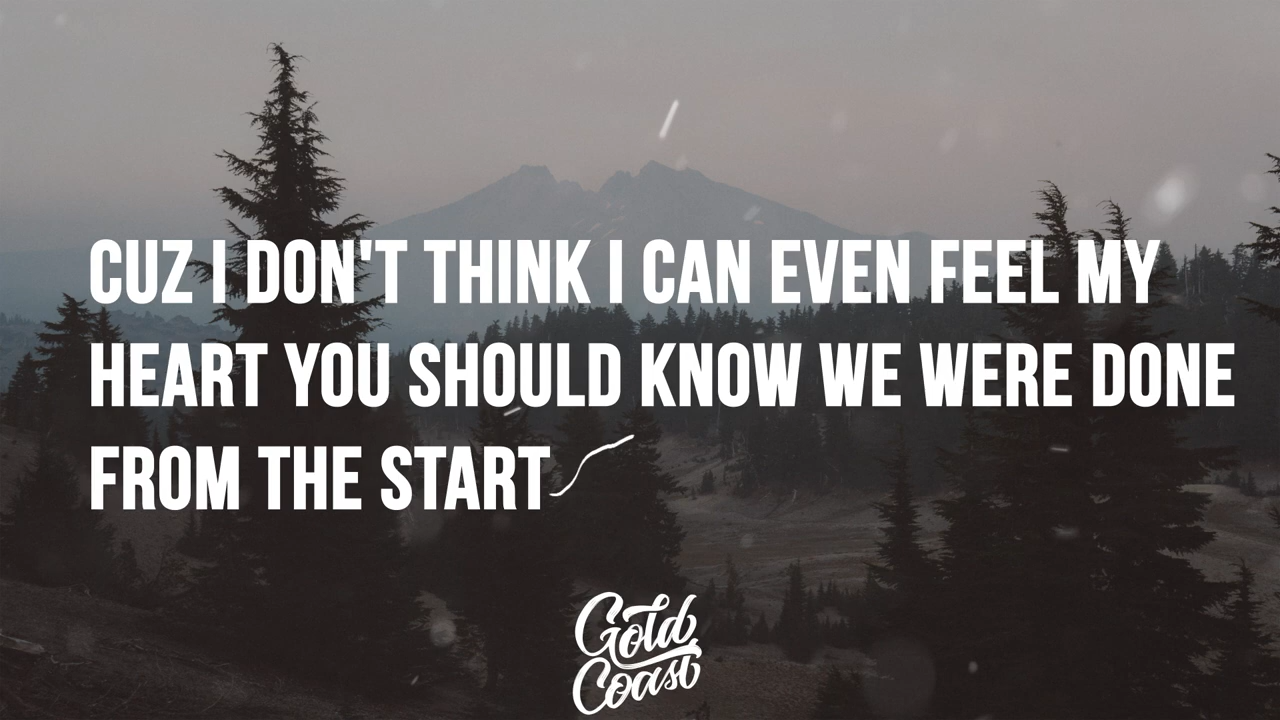 CUZ I DON'T THINK I CAN EVEN FEEL MY
HEART YOU SHOULD KNOW WE WERE DONE
FROM THE START
Gold
Coast